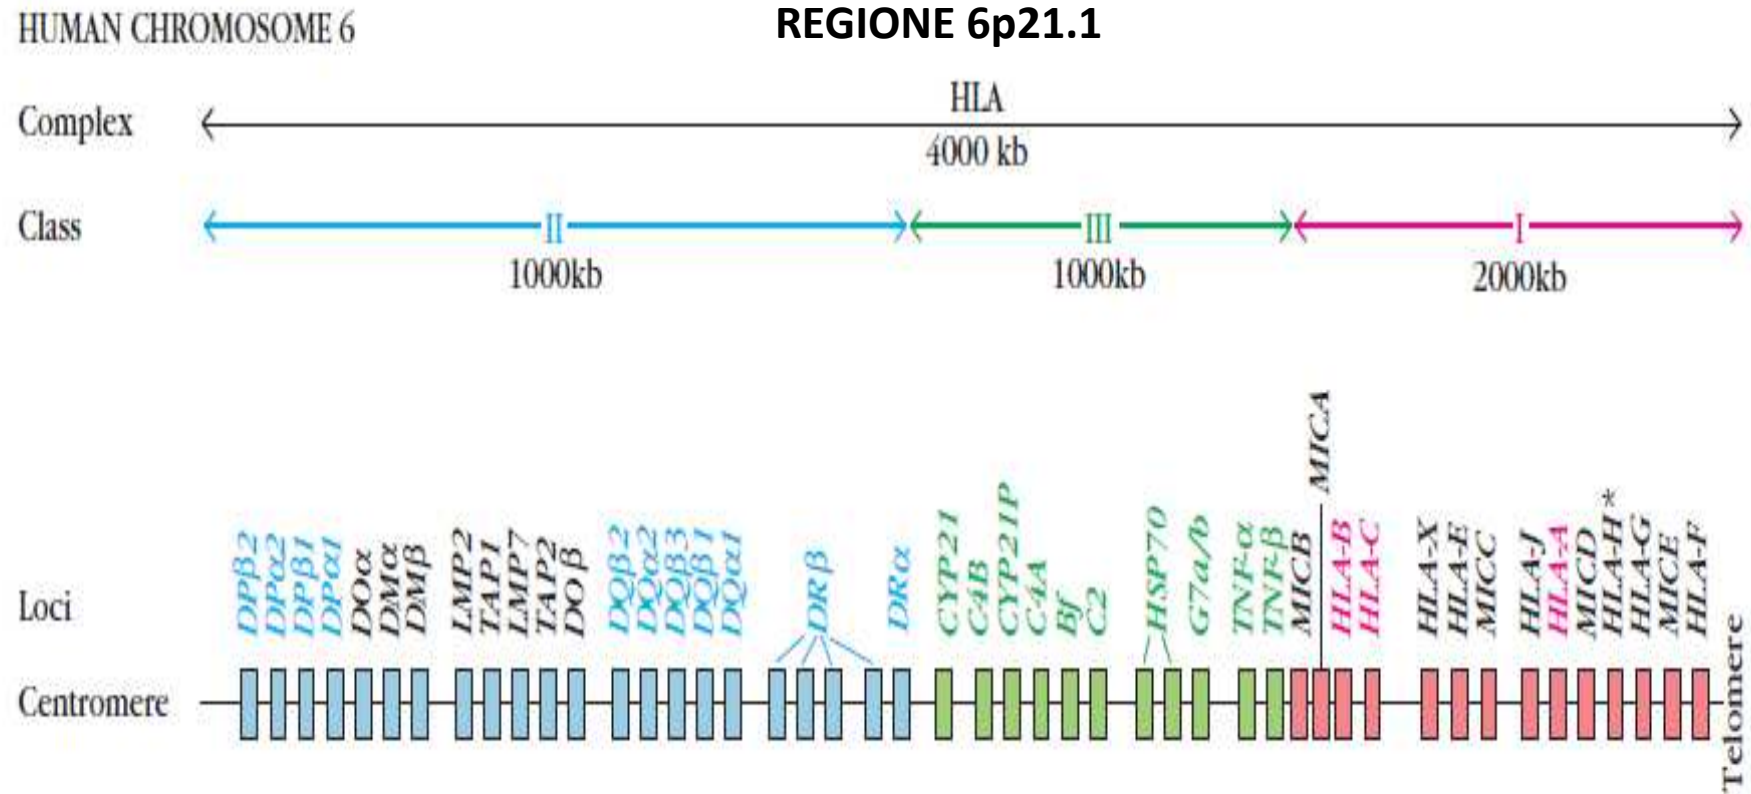 HUMAN CHROMOSOME 6
REGIONE 6p21.1
Complex
HLA
4000 kb
Class
II
III
I
1000kb
1000kb
2000kb
Loci
DPβ2
DPα2
DPβ1
DPα1
DOα
DMα
DMβ
LMP2
TAP1
LMP7
TAP2
DOβ
DQβ2
DQα2
DQβ3
DQβ1
DQα1
DRβ
DRα
CYP21
C4B
CYP21P
C4A
Bf
C2
HSP70
G7a/b
TNF-α
TNF-β
MICB
MICA
HLA-B
HLA-C
HLA-X
HLA-E
MICC
HLA-J
HLA-A
MICD
HLA-H*
HLA-G
MICE
HLA-F
Centromere
Telomere